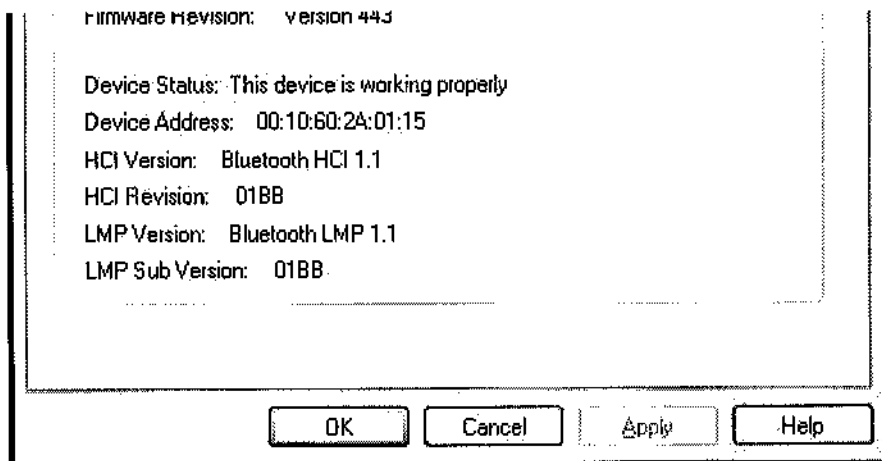 Firmware Revision: Version 443
Device Status: This device is working properly
Device Address: 00:10:60:2A:01:15
HCI Version: Bluetooth HCI 1.1
HCI Revision: 01BB
LMP Version: Bluetooth LMP 1.1
LMP Sub Version: 01BB
OK Cancel Apply Help